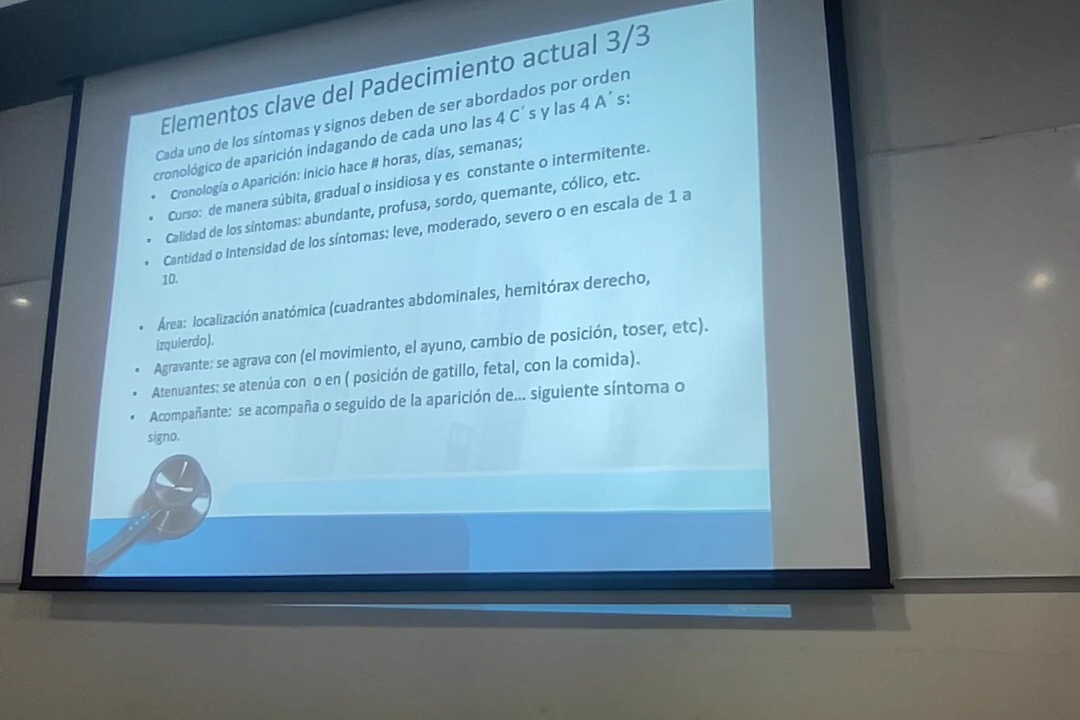 Elementos clave del Padecimiento actual 3/3
Cada uno de los síntomas y signos deben de ser abordados por orden
cronológico de aparición indagando de cada uno las 4 C´s y las 4 A´s:
• Cronología o Aparición: inicio hace # horas, días, semanas;
• Curso: de manera súbita, gradual o insidiosa y es constante o intermitente.
• Calidad de los síntomas: abundante, profusa, sordo, quemante, cólico, etc.
• Cantidad o Intensidad de los síntomas: leve, moderado, severo o en escala de 1 a
10.
• Área: localización anatómica (cuadrantes abdominales, hemitórax derecho,
izquierdo).
• Agravante: se agrava con (el movimiento, el ayuno, cambio de posición, toser, etc).
• Atenuantes: se atenúa con o en ( posición de gatillo, fetal, con la comida).
• Acompañante: se acompaña o seguido de la aparición de... siguiente síntoma o
signo.